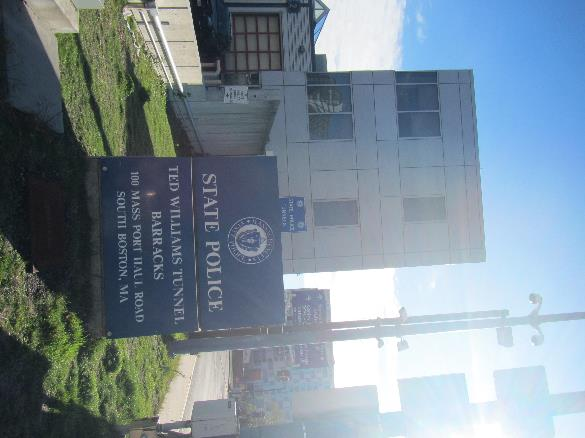 STATE POLICE
TED WILLIAMS TUNNEL
BARRACKS
100 MASS PORT HAUL ROAD
SOUTH BOSTON, MA